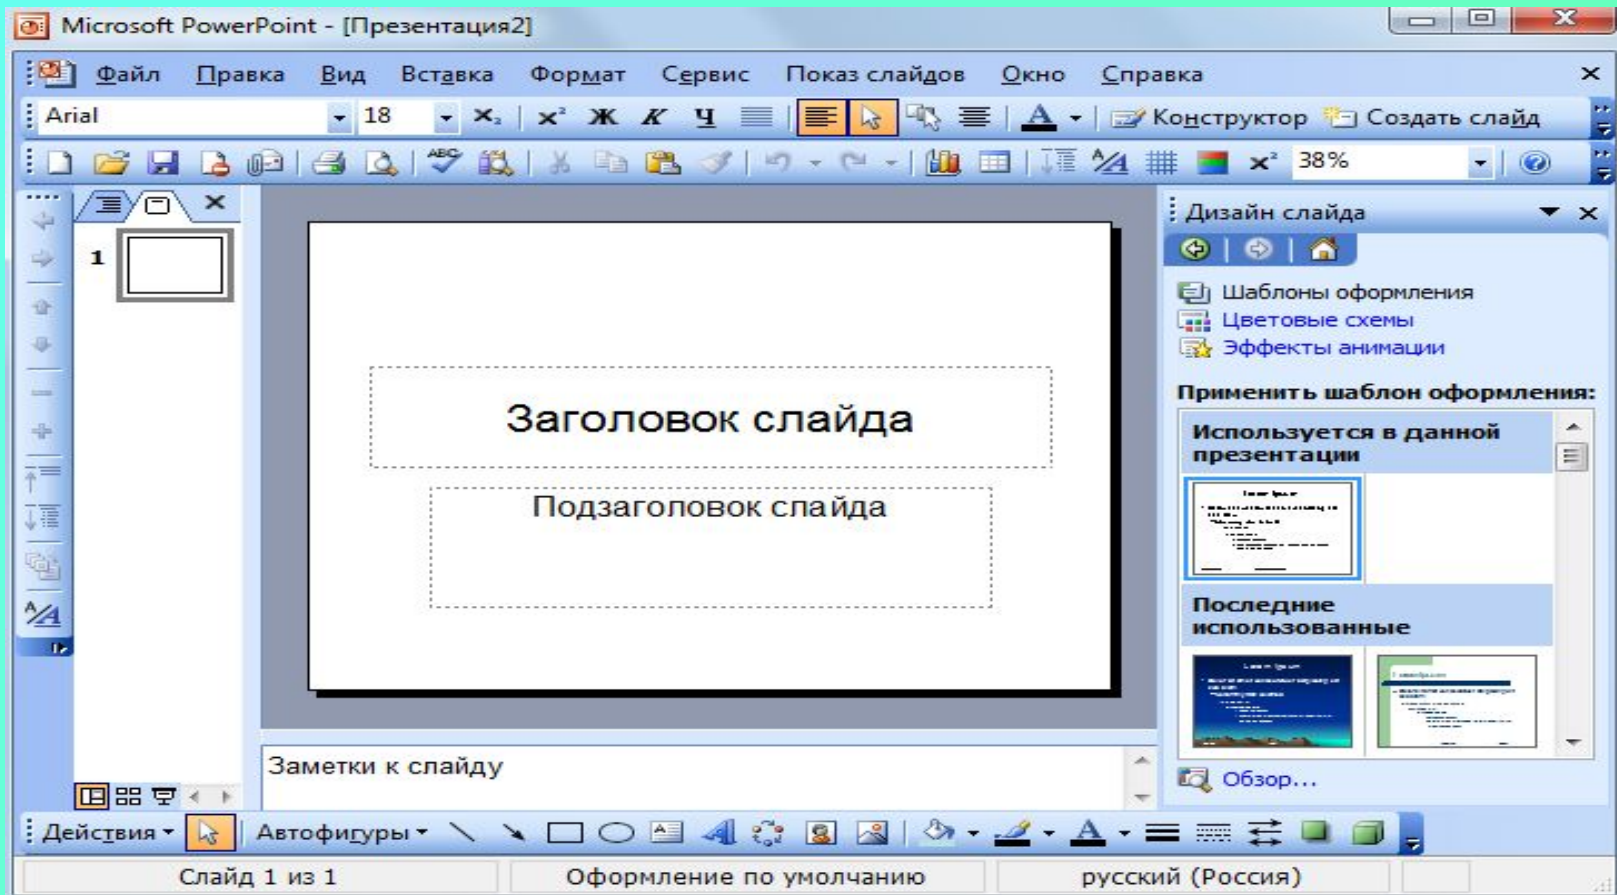 Microsoft PowerPoint - [Презентация2]
Файл Правка Вид Вставка Формат Сервис Показ слайдов Окно Справка
Arial 18 Ж К Ч А Конструктор Создать слайд
38%
Дизайн слайда
1
Шаблоны оформления
Цветовые схемы
Эффекты анимации
Применить шаблон оформления:
Используется в данной
презентации
Заголовок слайда
Подзаголовок слайда
Последние
использованные
Заметки к слайду
Обзор...
Действия Автофигуры
Слайд 1 из 1 Оформление по умолчанию русский (Россия)